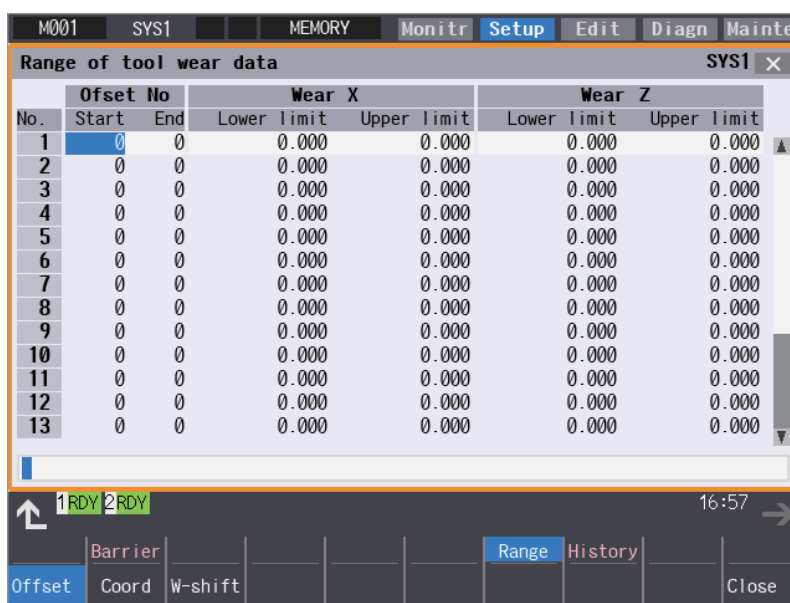 M001 SYS1 MEMORY Monitr Setup Edit Diagn Mainte
Range of tool wear data SYS1
Ofset No Wear X Wear Z
No. Start End Lower limit Upper limit Lower limit Upper limit
1 0 0 0.000 0.000 0.000 0.000
2 0 0 0.000 0.000 0.000 0.000
3 0 0 0.000 0.000 0.000 0.000
4 0 0 0.000 0.000 0.000 0.000
5 0 0 0.000 0.000 0.000 0.000
6 0 0 0.000 0.000 0.000 0.000
7 0 0 0.000 0.000 0.000 0.000
8 0 0 0.000 0.000 0.000 0.000
9 0 0 0.000 0.000 0.000 0.000
10 0 0 0.000 0.000 0.000 0.000
11 0 0 0.000 0.000 0.000 0.000
12 0 0 0.000 0.000 0.000 0.000
13 0 0 0.000 0.000 0.000 0.000
1 RDY 2 RDY 16:57
Barrier Range History
Offset Coord W-shift Close